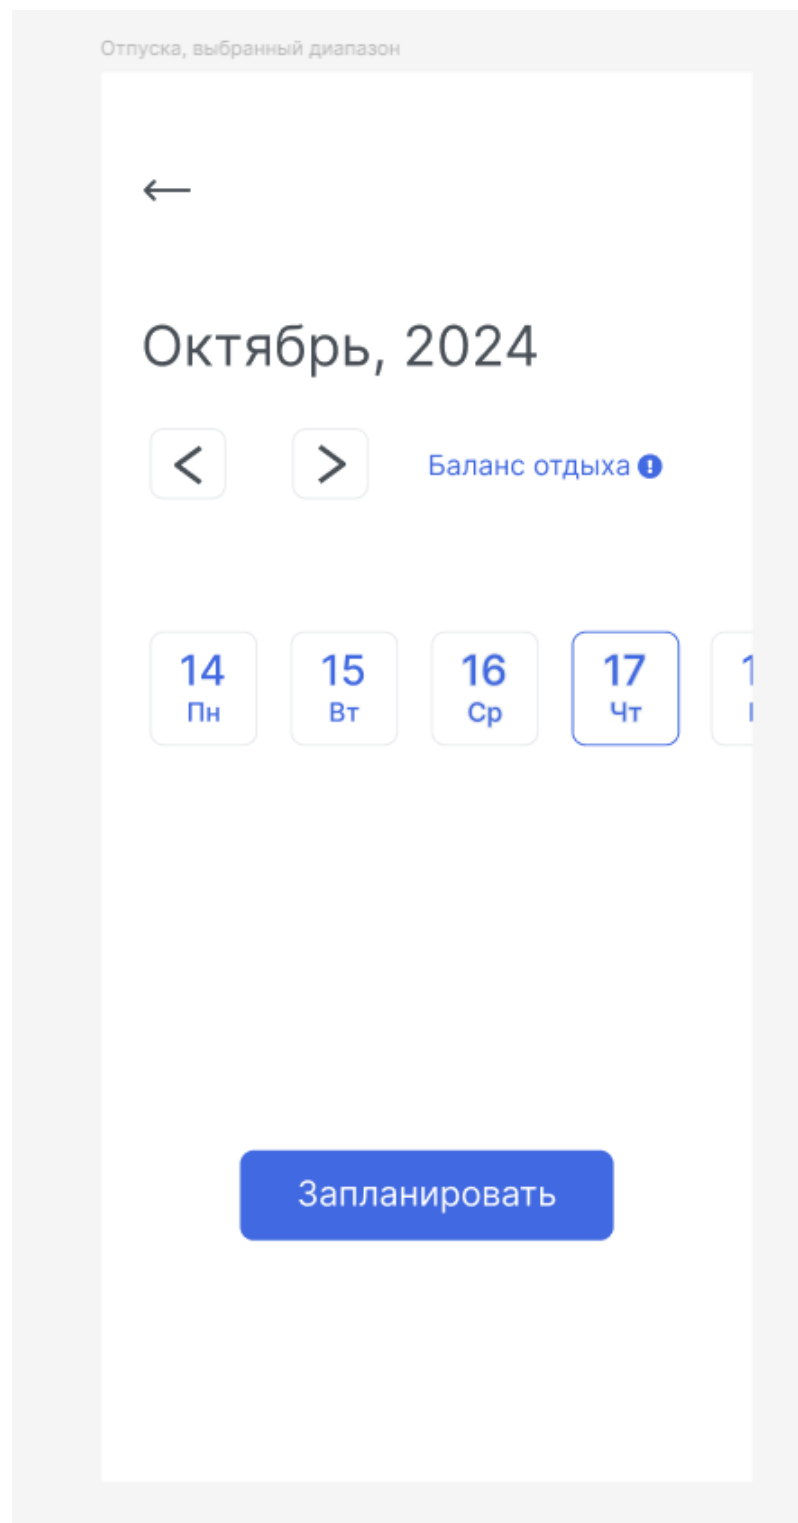 Отпуска, выбранный диапазон
Октябрь, 2024
Баланс отдыха
14 15 16 17
Пн Вт Ср Чт
Запланировать